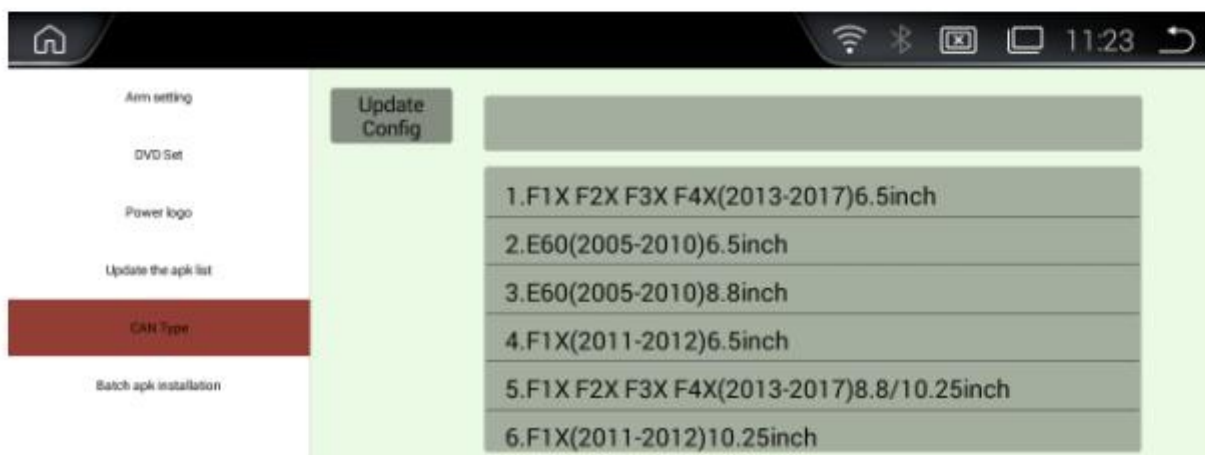 11:23
Arm setting
DVD Set
Power logo
Update the apk list
CAN Type
Batch apk installation
Update
Config
1.F1X F2X F3X F4X(2013-2017)6.5inch
2.E60(2005-2010)6.5inch
3.E60(2005-2010)8.8inch
4.F1X(2011-2012)6.5inch
5.F1X F2X F3X F4X(2013-2017)8.8/10.25inch
6.F1X(2011-2012)10.25inch